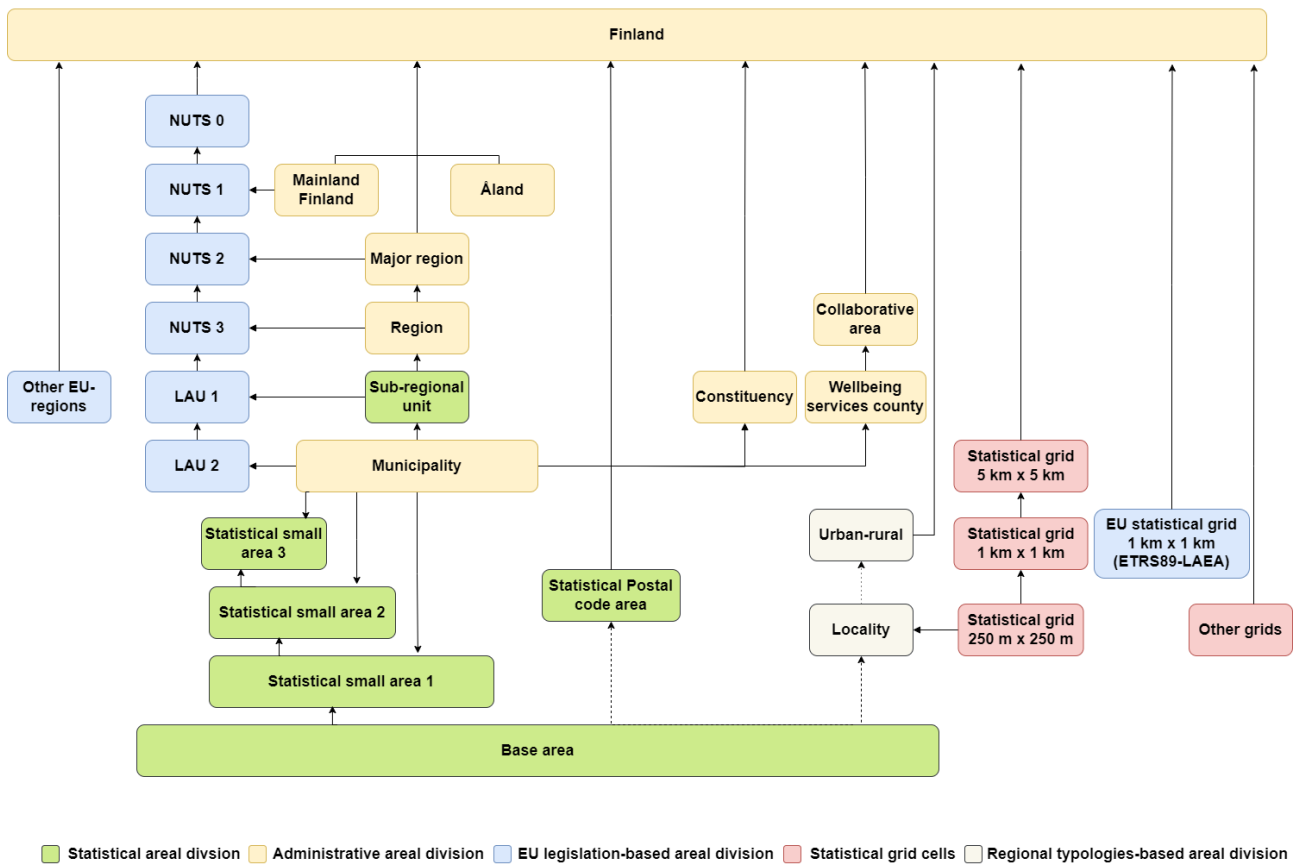 Finland
NUTS 0
NUTS 1
Mainland
Finland
Åland
NUTS 2
Major region
NUTS 3
Region
Collaborative
area
Other EU-
regions
LAU 1
Sub-regional
unit
Constituency
Wellbeing
services county
LAU 2
Municipality
Statistical grid
5 km x 5 km
Statistical small
area 3
Urban-rural
Statistical grid
1 km x 1 km
EU statistical grid
1 km x 1 km
(ETRS89-LAEA)
Statistical small area 2
Statistical Postal
code area
Locality
Statistical grid
250 m x 250 m
Other grids
Statistical small area 1
Base area
Statistical areal divsion
Administrative areal division
EU legislation-based areal division
Statistical grid cells
Regional typologies-based areal division